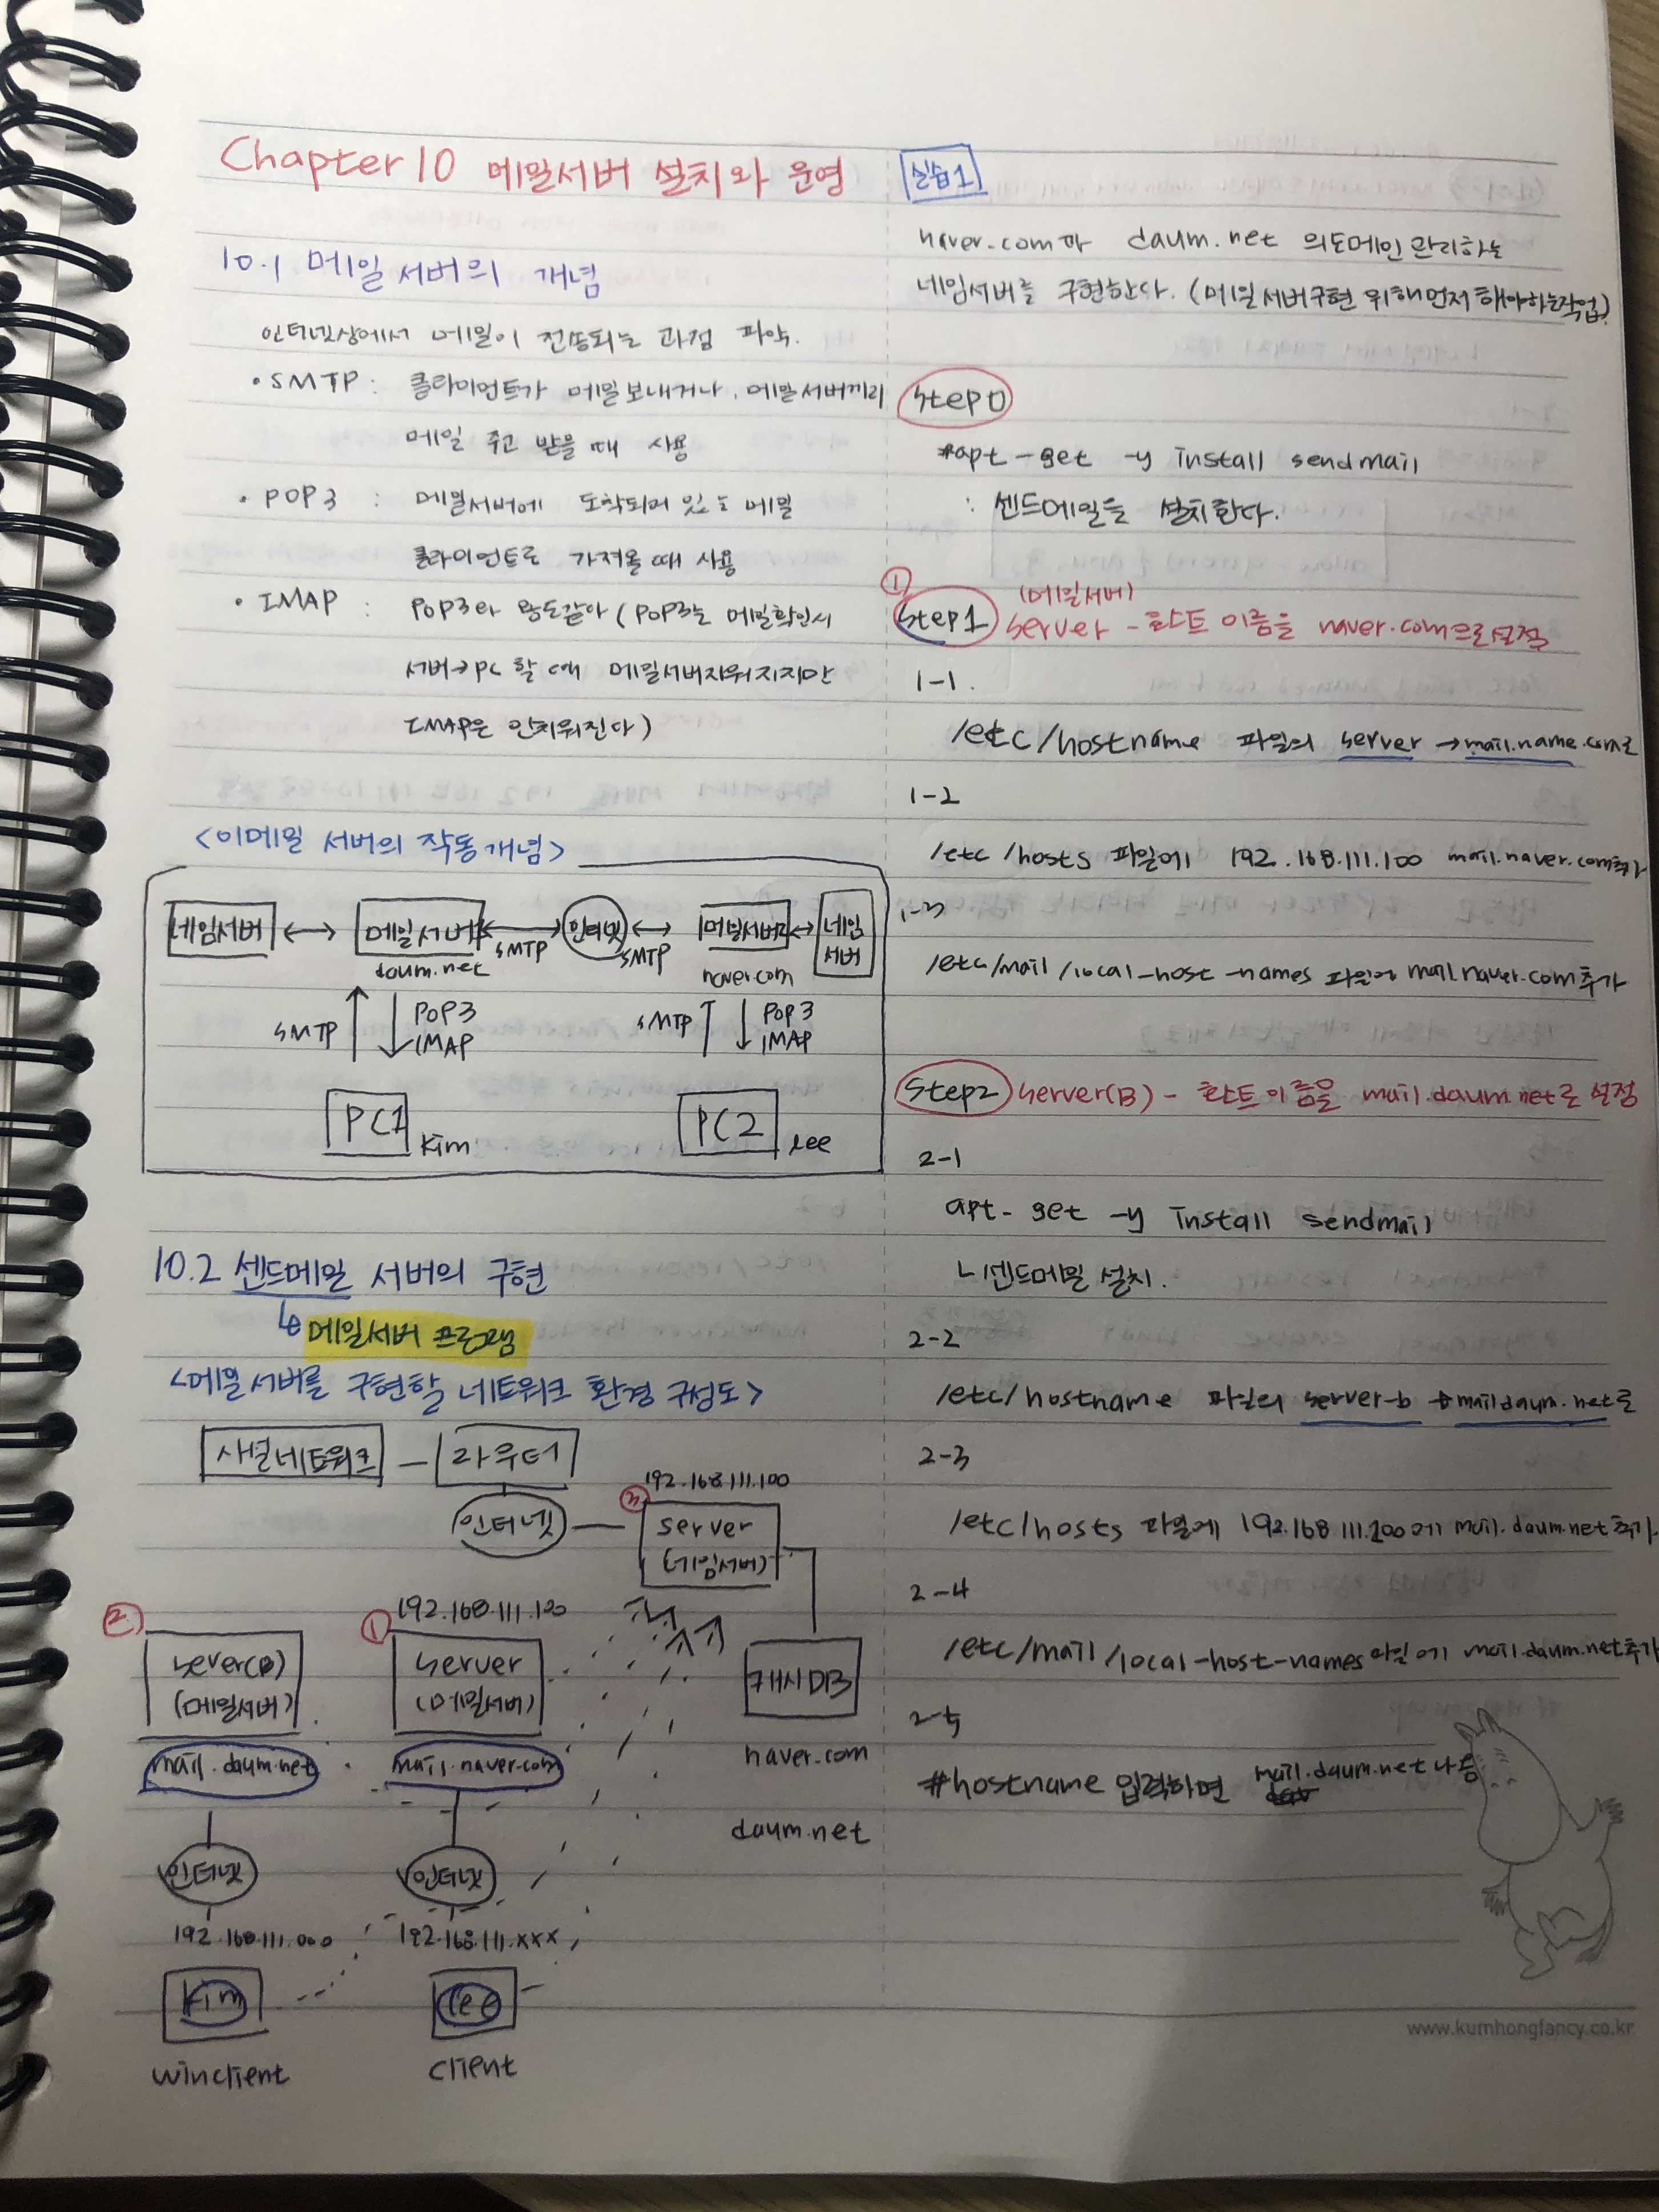 Chapter 10 메일서버 설치와 운영
10.1 메일서버의 개념
인터넷상에서 메일이 전송되는 과정 파악.
• SMTP : 클라이언트가 메일보내거나, 메일서버끼리
메일 주고 받을 때 사용
• POP3 : 메일서버에 도착되어 있는 메일
클라이언트로 가져올때 사용
• IMAP : POP3와 용도같아 (POP3는 메일확인시
서버→PC 할 때 메일서버지워지지만
IMAP은 안지워진다)
<이메일 서버의 작동개념>
네임서버 ↔ 메일서버1 ↔ 인터넷 ↔ 메일서버2 ↔ 네임서버
daum.net SMTP SMTP naver.com
SMTP POP3 IMAP SMTP POP3 IMAP
PC1 kim PC2 lee
10.2 센드메일 서버의 구현
↳ 메일서버 프로그램
<메일서버를 구현할 네트워크 환경 구성도>
사설네트워크 - 라우터
192.168.111.100
인터넷 - ③ server
(네임서버)
192.168.111.100
② Sever(B) ① Server
(메일서버) (메일서버) 캐시DB
mail.daum.net mail.naver.com naver.com
daum.net
인터넷 인터넷
192.168.111.000 192.168.111.xxx
kim lee
winclient client
실습1
naver.com과 daum.net 의도메인관리하는
네임서버를 구현한다. (메일서버구현 위해먼저해야하는작업)
Step0
#apt-get -y install sendmail
: 센드메일을 설치한다.
① (메일서버)
Step1 server - 호스트 이름을 naver.com으로설정
1-1.
/etc/hostname 파일의 server → mail.name.com로
1-2
/etc/hosts 파일에 192.168.111.100 mail.naver.com추가
1-3
/etc/mail/local-host-names 파일에 mail.naver.com추가
Step2 Server(B) - 호스트이름을 mail.daum.net로 설정
2-1
apt-get -y install sendmail
ㄴ센드메일 설치.
2-2
/etc/hostname 파일의 server-b → mail.daum.net로
2-3
/etc/hosts 파일에 192.168.111.200에 mail.daum.net추가
2-4
/etc/mail/local-host-names파일에 mail.daum.net추가
2-5
#hostname 입력하면 mail.daum.net나옴
www.kumhongfancy.co.kr